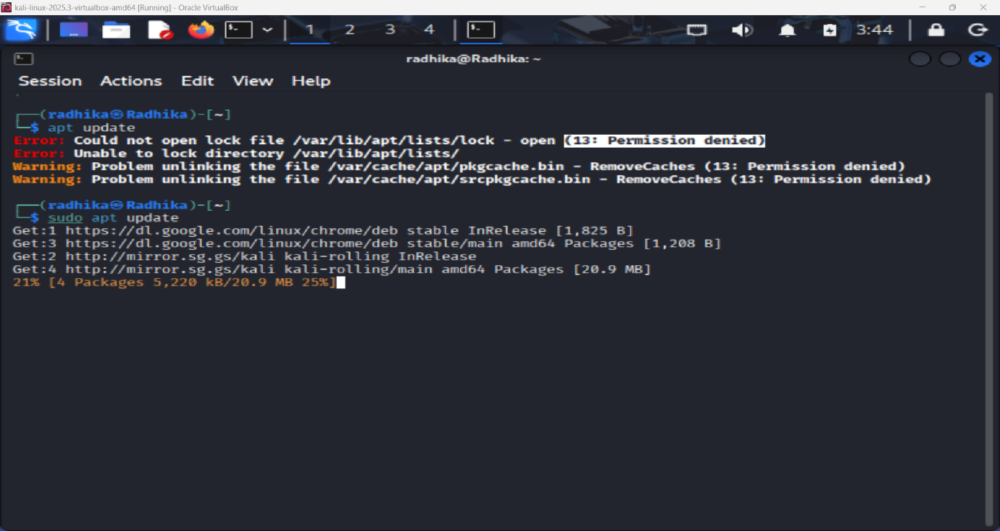 kali-linux-2025.3-virtualbox-amd64 [Running] - Oracle VirtualBox
1 2 3 4 3:44
radhika@Radhika: ~
Session Actions Edit View Help
┌──(radhika㉿Radhika)-[~]
└─$ apt update
Error: Could not open lock file /var/lib/apt/lists/lock - open (13: Permission denied)
Error: Unable to lock directory /var/lib/apt/lists/
Warning: Problem unlinking the file /var/cache/apt/pkgcache.bin - RemoveCaches (13: Permission denied)
Warning: Problem unlinking the file /var/cache/apt/srcpkgcache.bin - RemoveCaches (13: Permission denied)
┌──(radhika㉿Radhika)-[~]
└─$ sudo apt update
Get:1 https://dl.google.com/linux/chrome/deb stable InRelease [1,825 B]
Get:3 https://dl.google.com/linux/chrome/deb stable/main amd64 Packages [1,208 B]
Get:2 http://mirror.sg.gs/kali kali-rolling InRelease
Get:4 http://mirror.sg.gs/kali kali-rolling/main amd64 Packages [20.9 MB]
21% [4 Packages 5,220 kB/20.9 MB 25%]